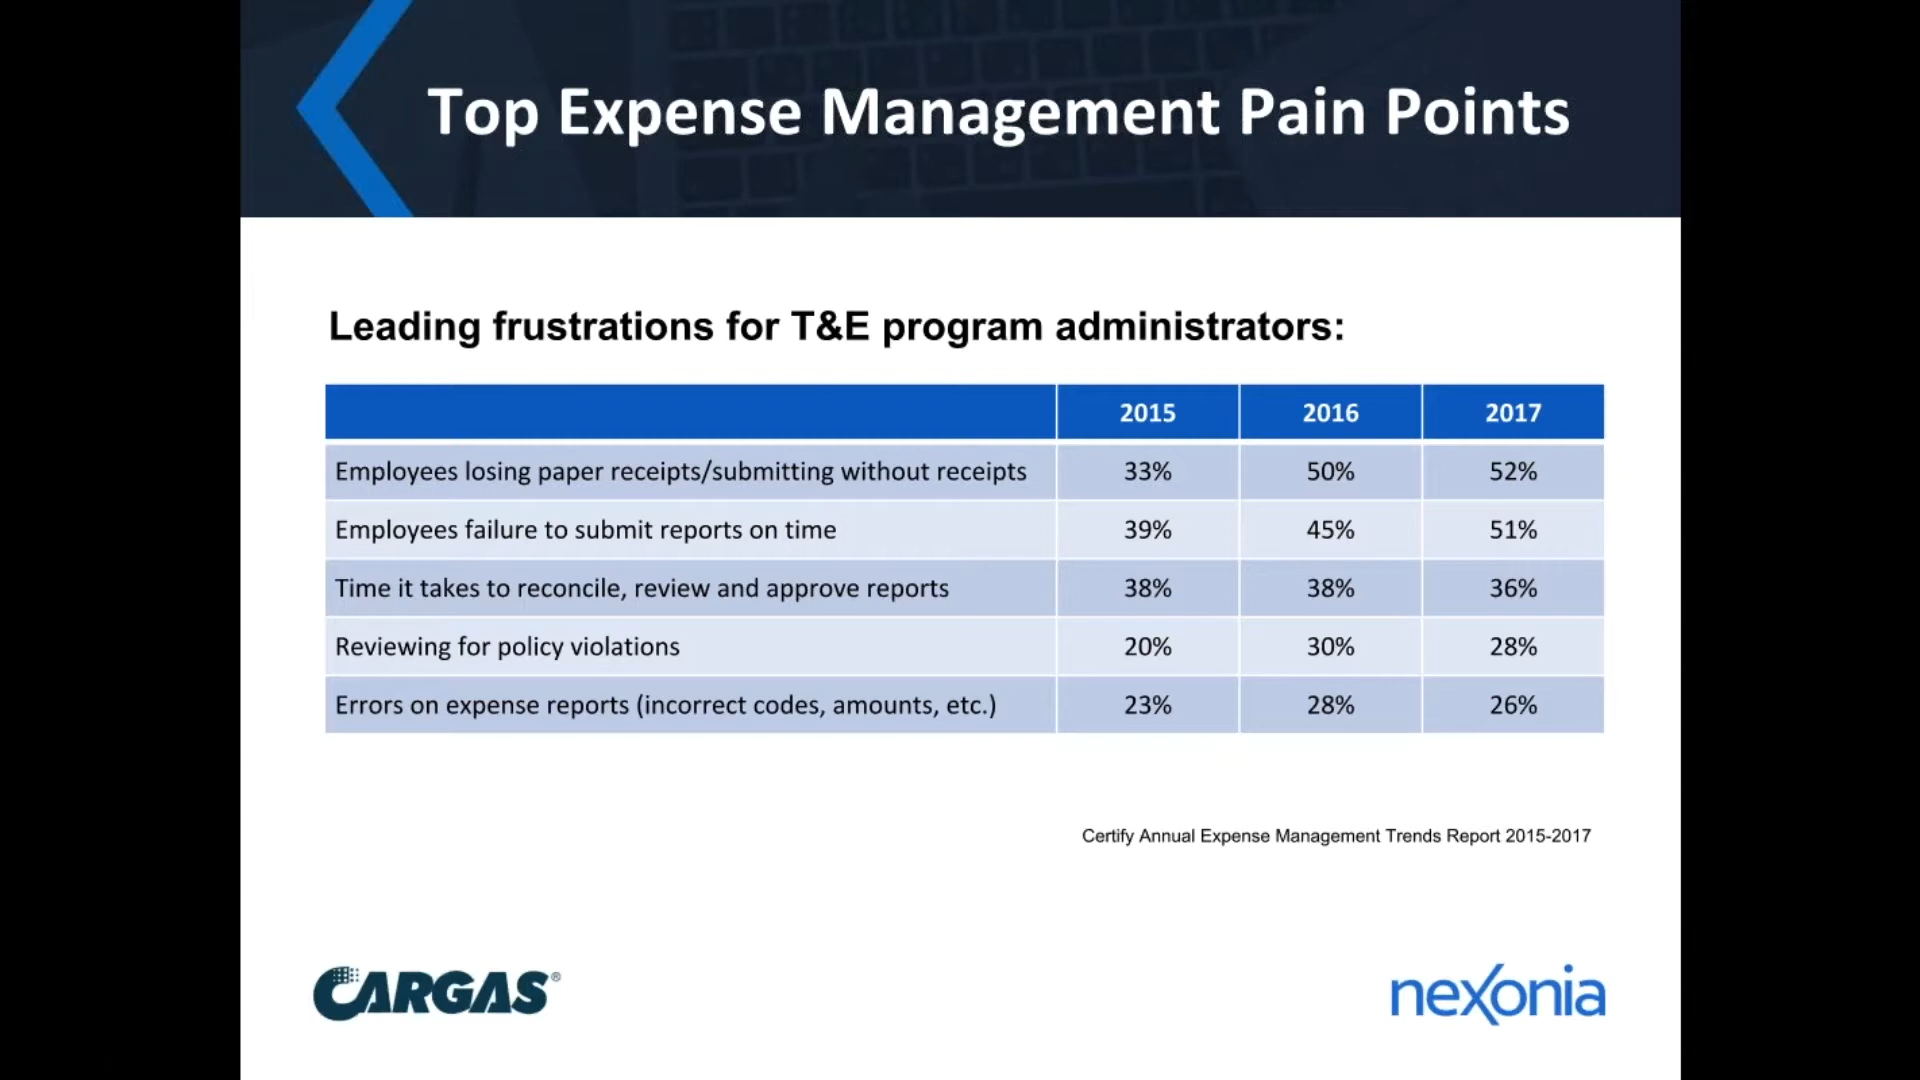 Top Expense Management Pain Points
Leading frustrations for T&E program administrators:
2015 2016 2017
Employees losing paper receipts/submitting without receipts 33% 50% 52%
Employees failure to submit reports on time 39% 45% 51%
Time it takes to reconcile, review and approve reports 38% 38% 36%
Reviewing for policy violations 20% 30% 28%
Errors on expense reports (incorrect codes, amounts, etc.) 23% 28% 26%
Certify Annual Expense Management Trends Report 2015-2017
CARGAS®
nexonia